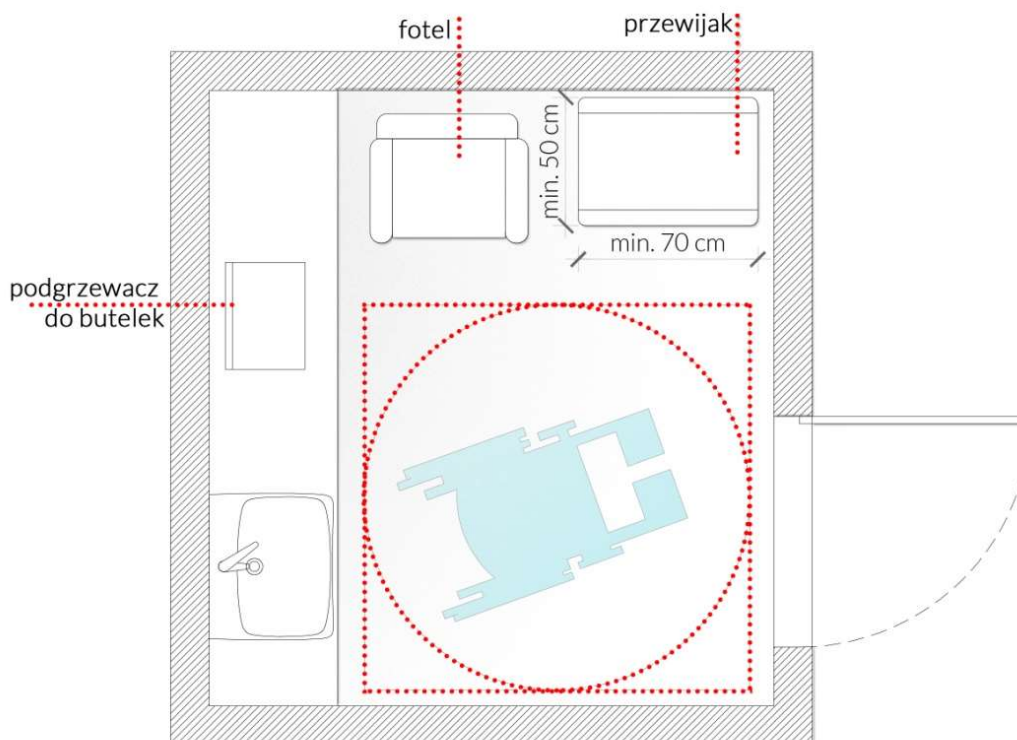 fotel
przewijak
min. 50 cm
min. 70 cm
podgrzewacz
do butelek